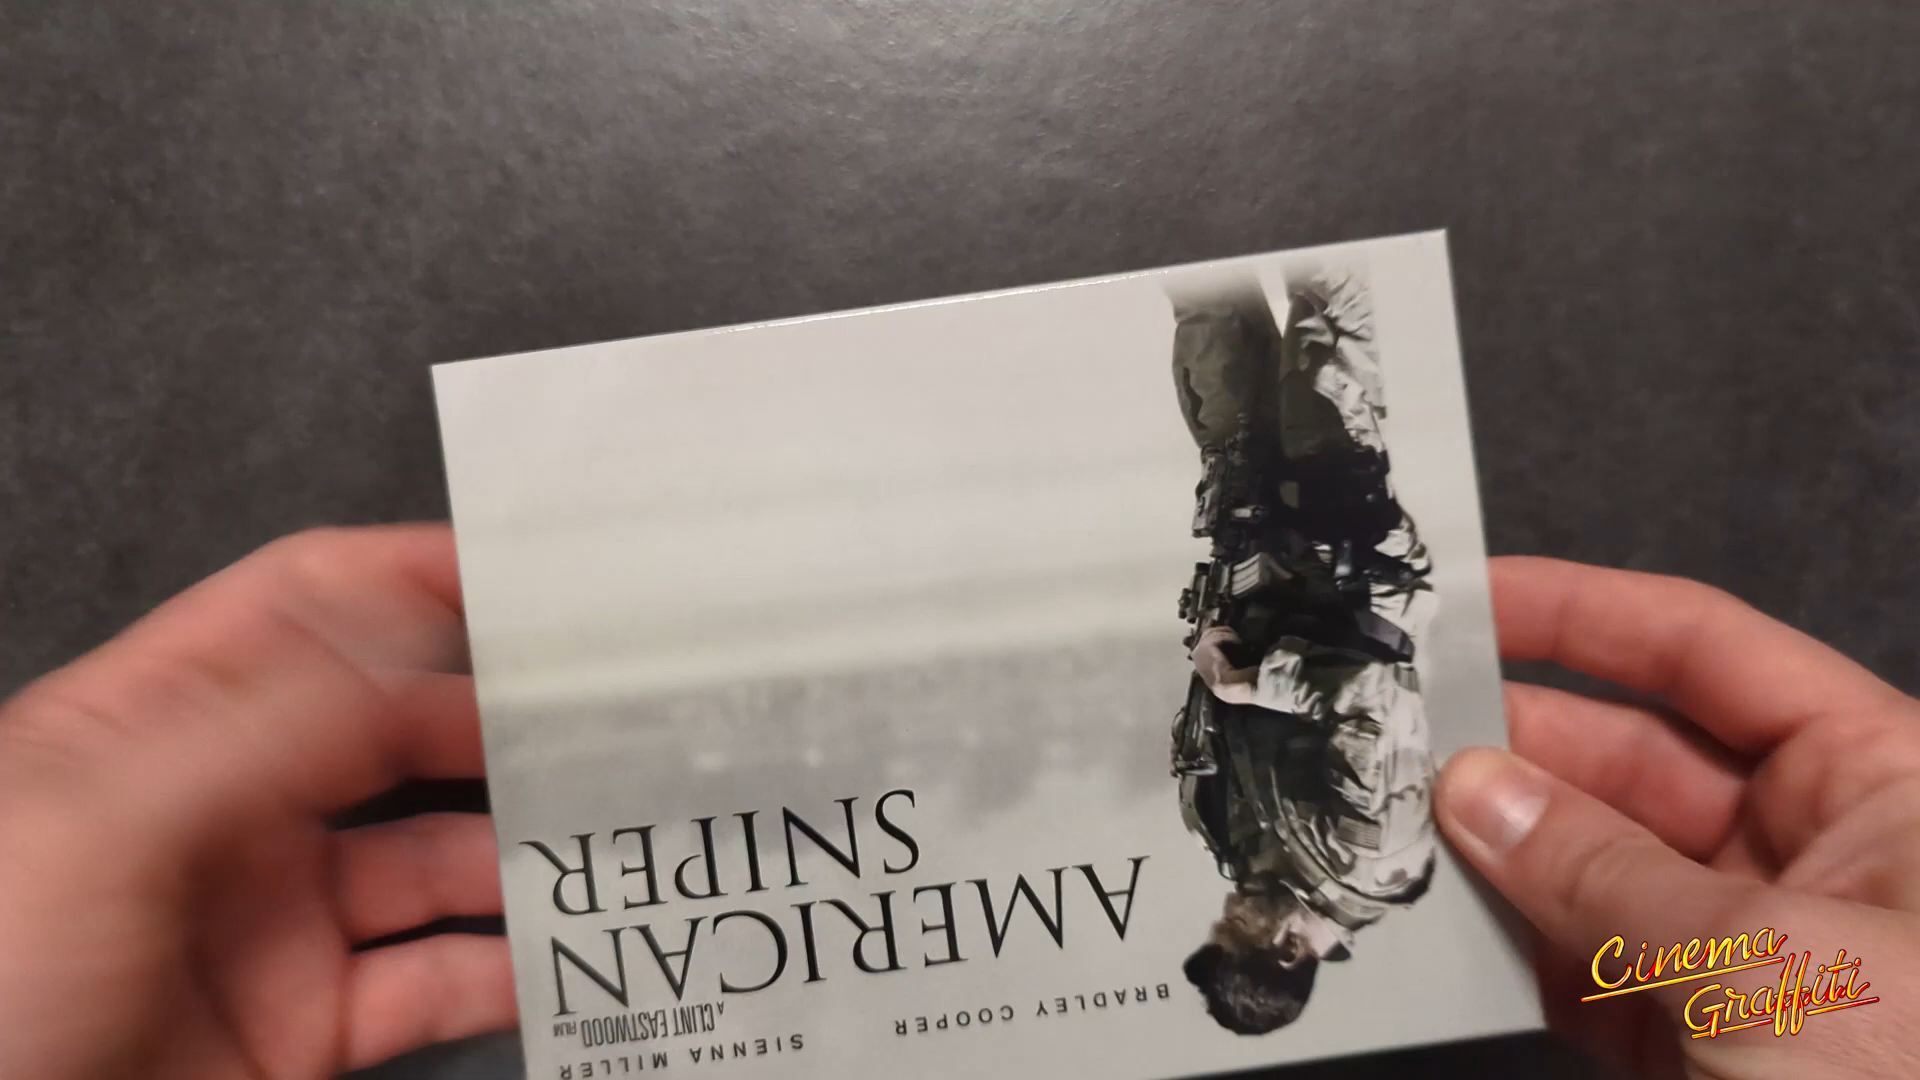 BRADLEY COOPER
SIENNA MILLER
A CLINT EASTWOOD FILM
AMERICAN
SNIPER
Cinema
Graffiti